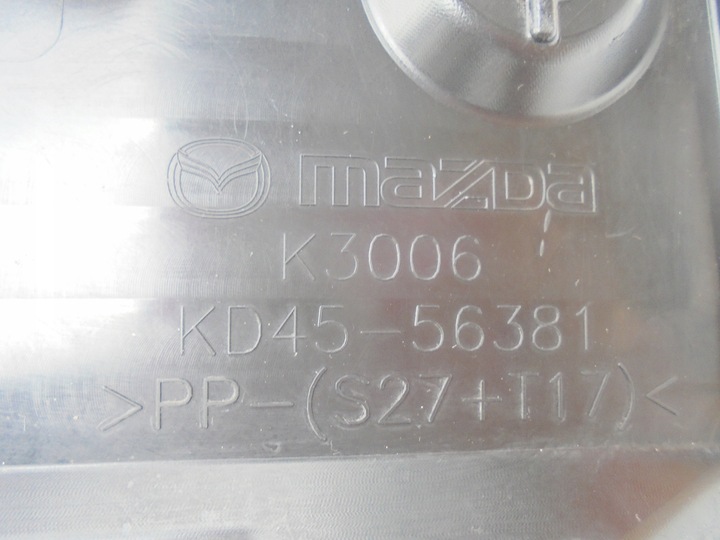 mazda
K3006
KD45-56381
>PP-(S27+T17)<